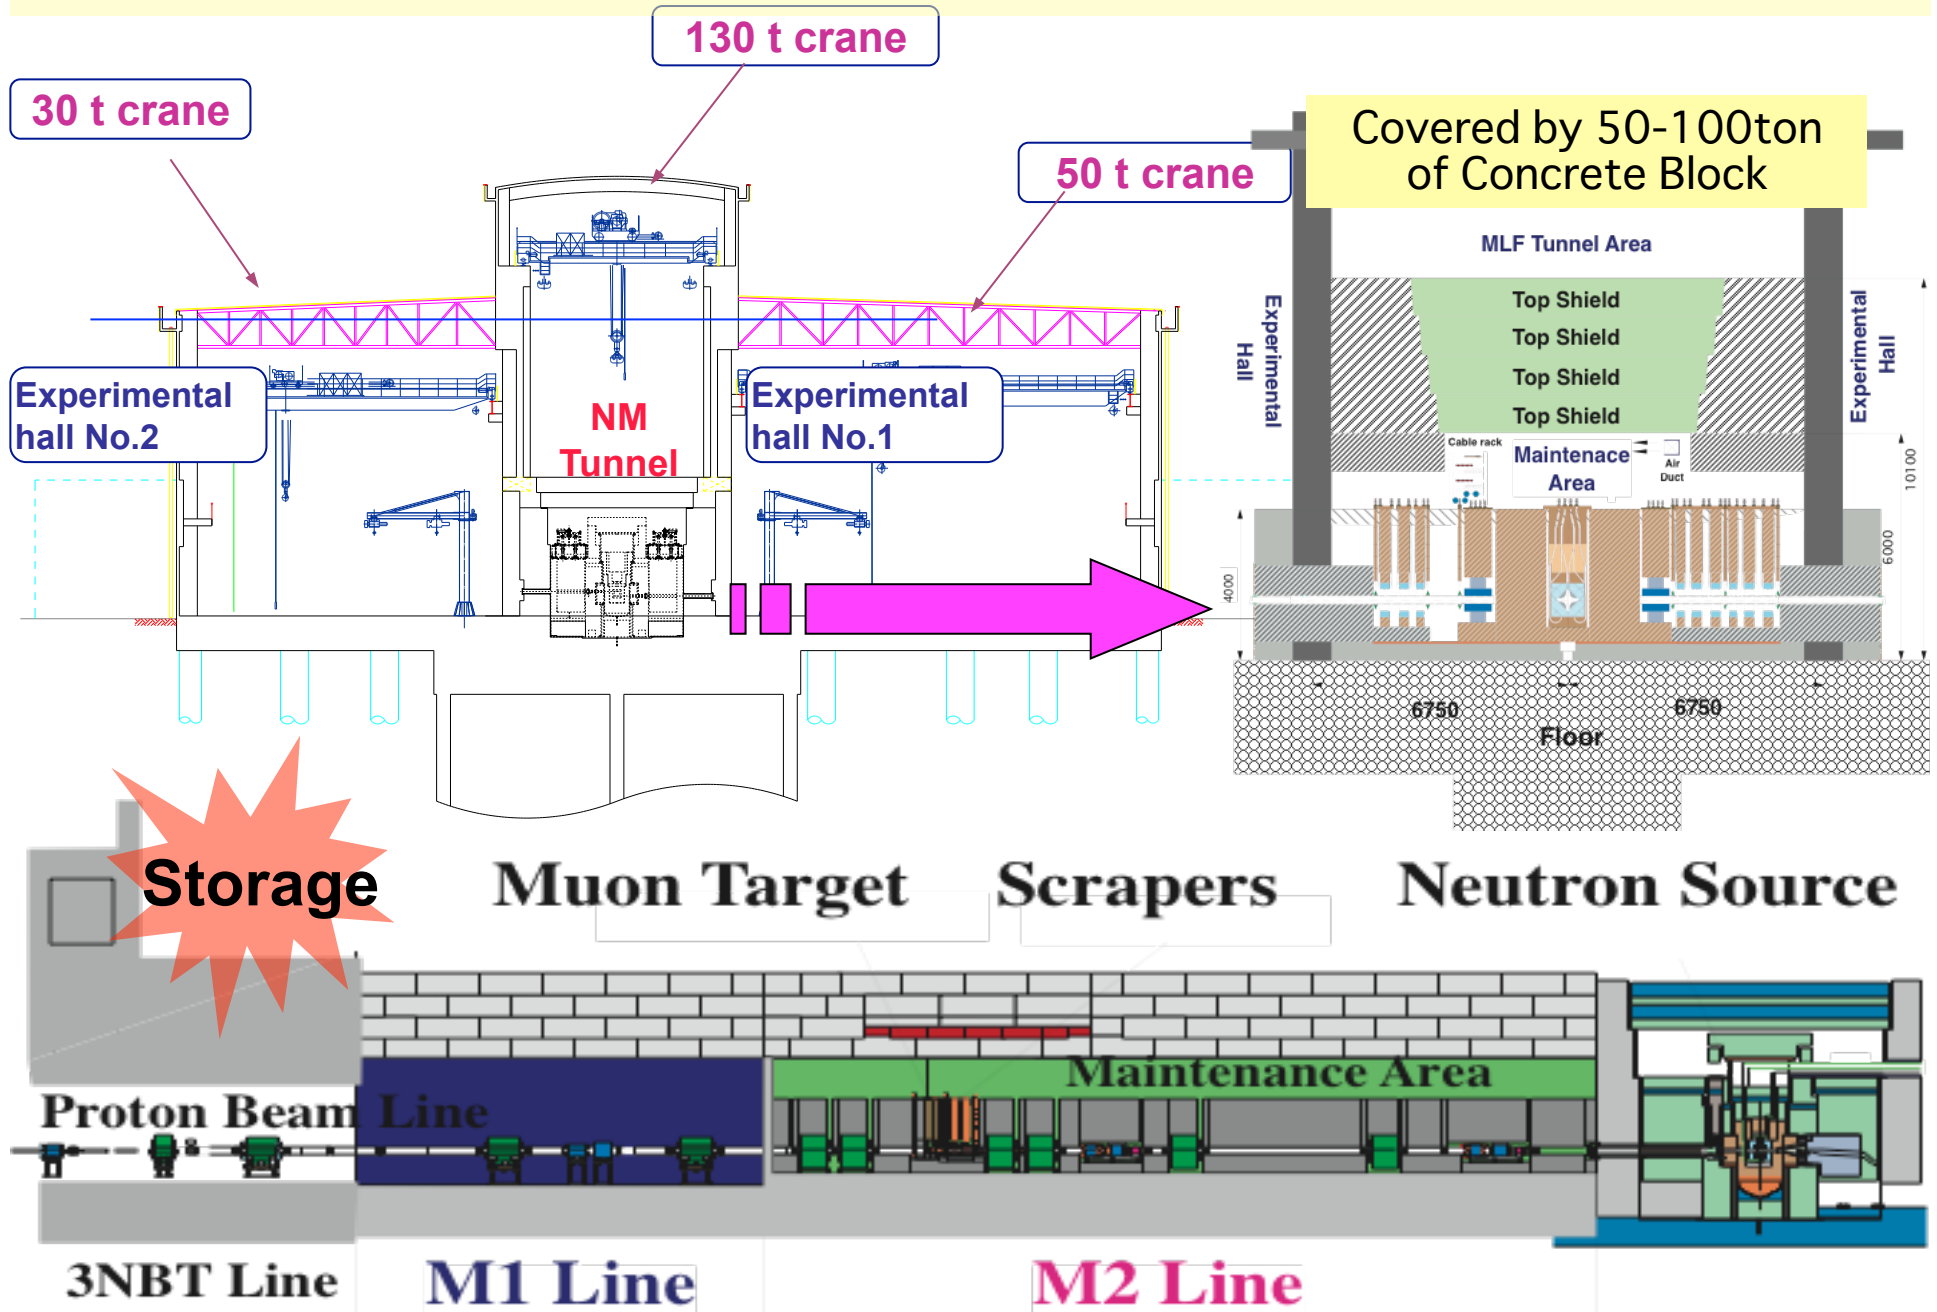 130 t crane
30 t crane
50 t crane
Covered by 50-100ton
of Concrete Block
MLF Tunnel Area
Experimental
Hall
Top Shield
Top Shield
Top Shield
Top Shield
Experimental
Hall
Experimental
hall No.2
NM
Tunnel
Experimental
hall No.1
Cable rack
Maintenace
Area
Air
Duct
10100
6000
4000
6750
6750
Floor
Storage
Muon Target
Scrapers
Neutron Source
Maintenance Area
Proton Beam Line
3NBT Line
M1 Line
M2 Line